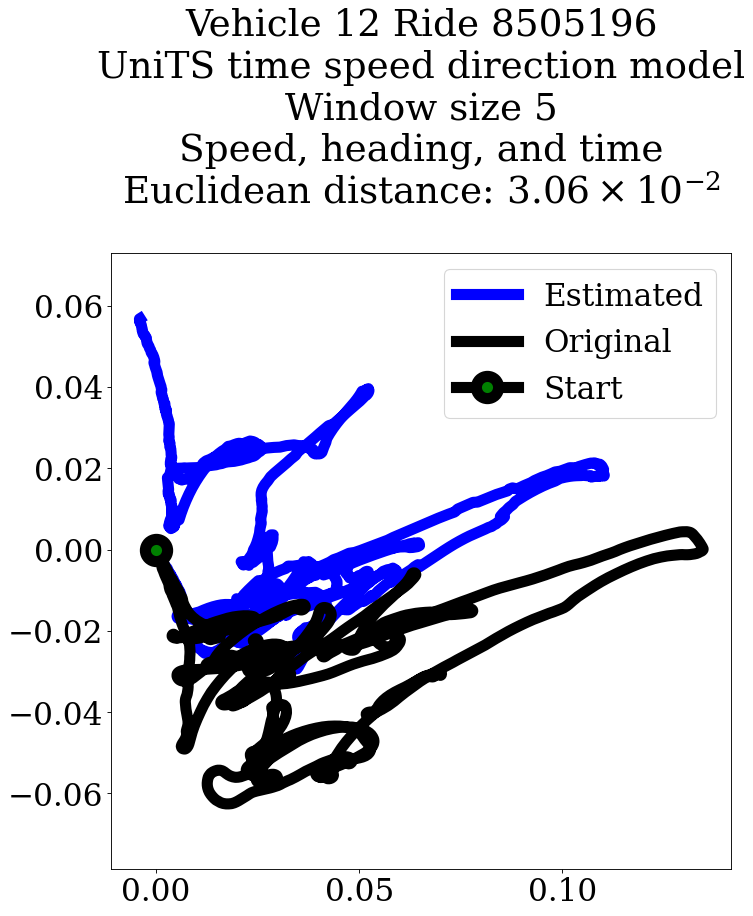 Vehicle 12 Ride 8505196
UniTS time speed direction model
Window size 5
Speed, heading, and time
Euclidean distance: 3.06 × 10⁻²
Estimated
Original
Start
0.06
0.04
0.02
0.00
−0.02
−0.04
−0.06
0.00 0.05 0.10